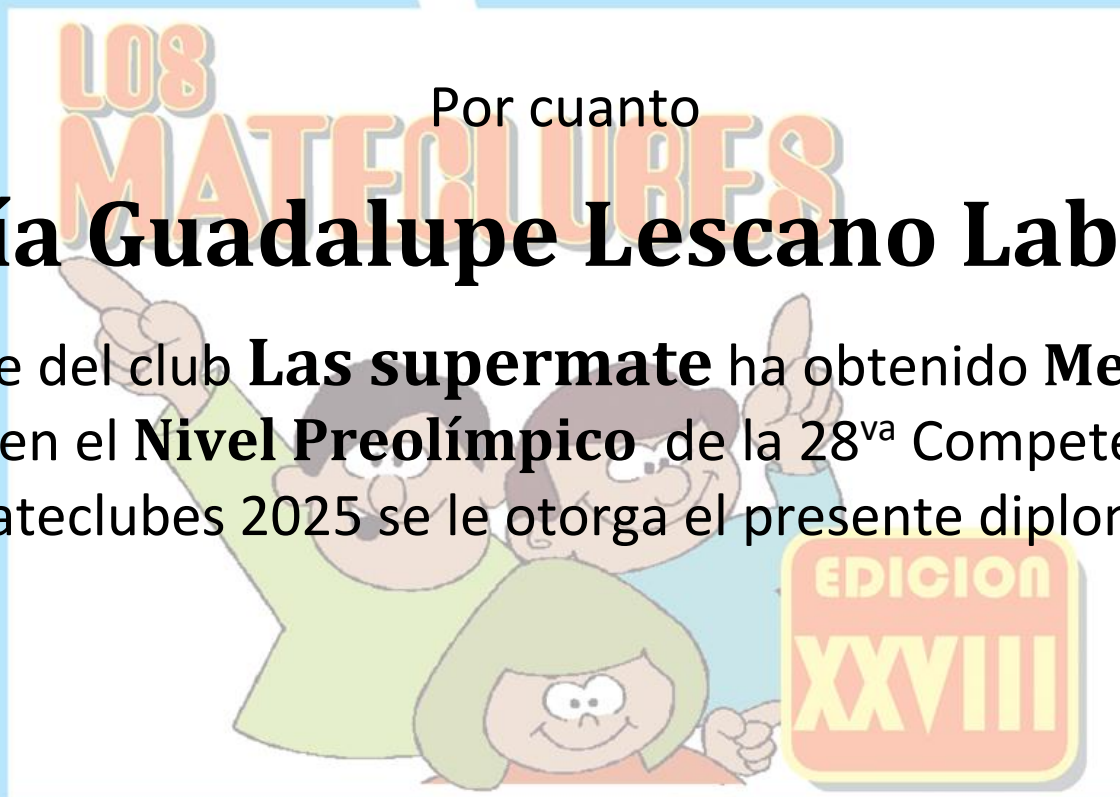 LOS
MATECLUBES
Por cuanto
ía Guadalupe Lescano Lab
e del club Las supermate ha obtenido Me
en el Nivel Preolímpico de la 28va Compete
ateclubes 2025 se le otorga el presente diplon
EDICION
XXVIII